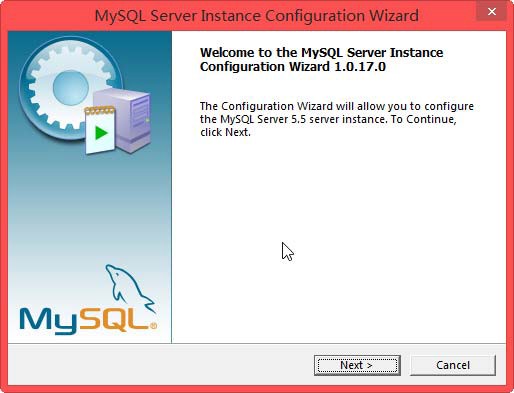 MySQL Server Instance Configuration Wizard
Welcome to the MySQL Server Instance
Configuration Wizard 1.0.17.0
The Configuration Wizard will allow you to configure
the MySQL Server 5.5 server instance. To Continue,
click Next.
MySQL®
Next >
Cancel